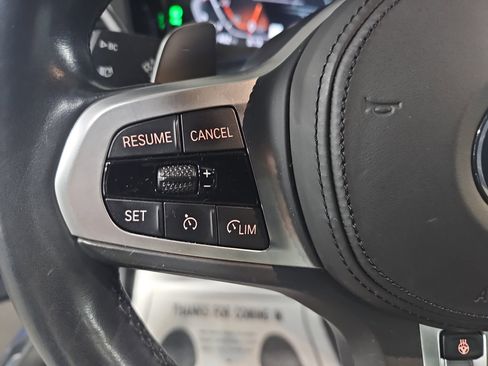 RESUME CANCEL
+
−
SET LIM
THANKS FOR COMING IN